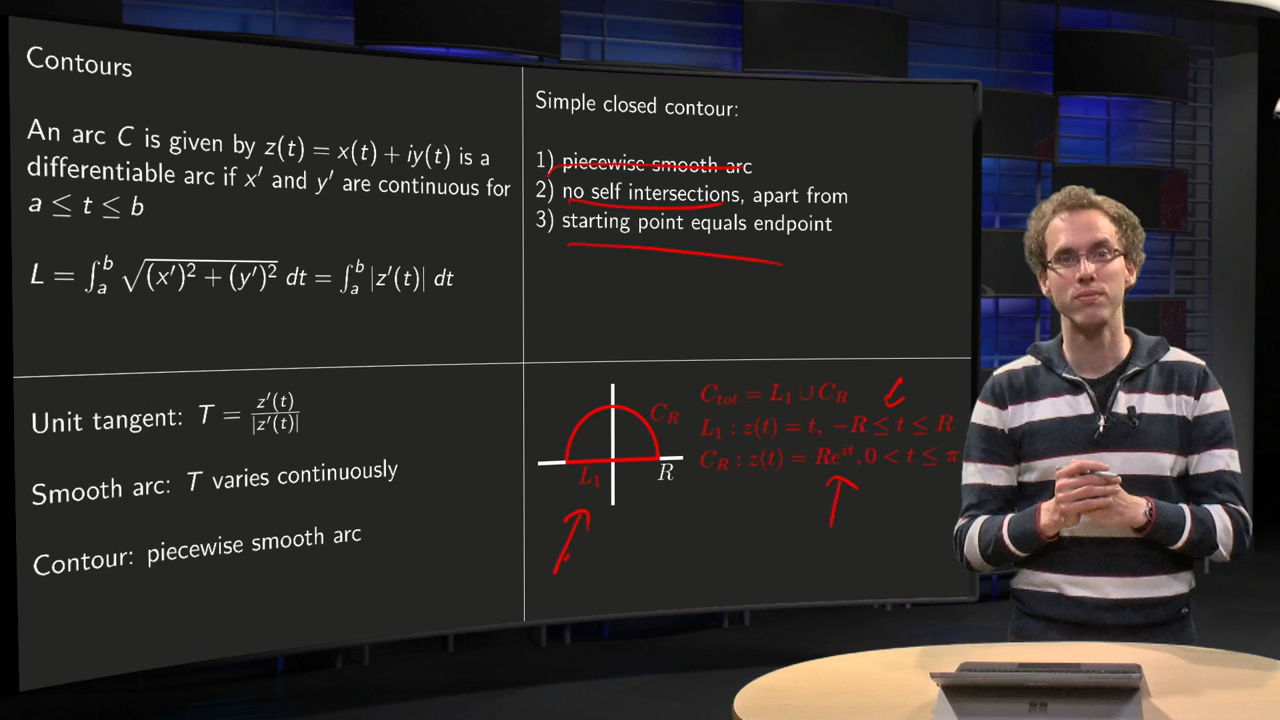 Contours
An arc C is given by z(t) = x(t) + iy(t) is a
differentiable arc if x′ and y′ are continuous for
a ≤ t ≤ b
L = ∫ₐᵇ √((x′)² + (y′)²) dt = ∫ₐᵇ |z′(t)| dt
Simple closed contour:
1) piecewise smooth arc
2) no self intersections, apart from
3) starting point equals endpoint
Unit tangent: T = z′(t)/|z′(t)|
Smooth arc: T varies continuously
Contour: piecewise smooth arc
C_R
L₁
R
C_tot = L₁ ∪ C_R
L₁ : z(t) = t, −R ≤ t ≤ R
C_R : z(t) = Re^{it}, 0 < t ≤ π